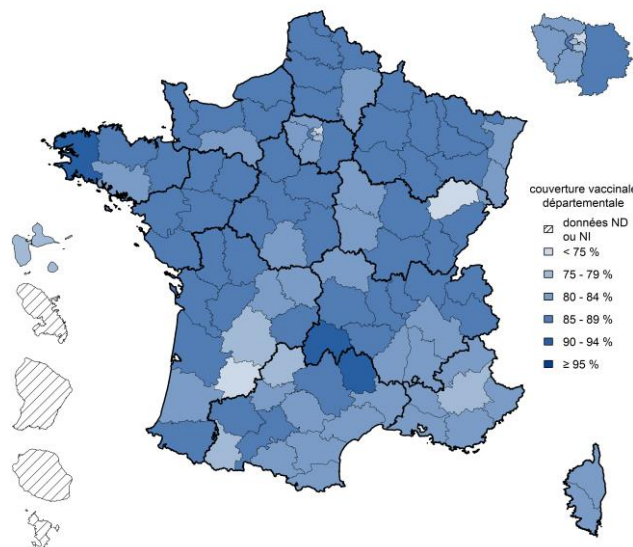 couverture vaccinale
départementale
données ND
ou NI
< 75 %
75 - 79 %
80 - 84 %
85 - 89 %
90 - 94 %
≥ 95 %